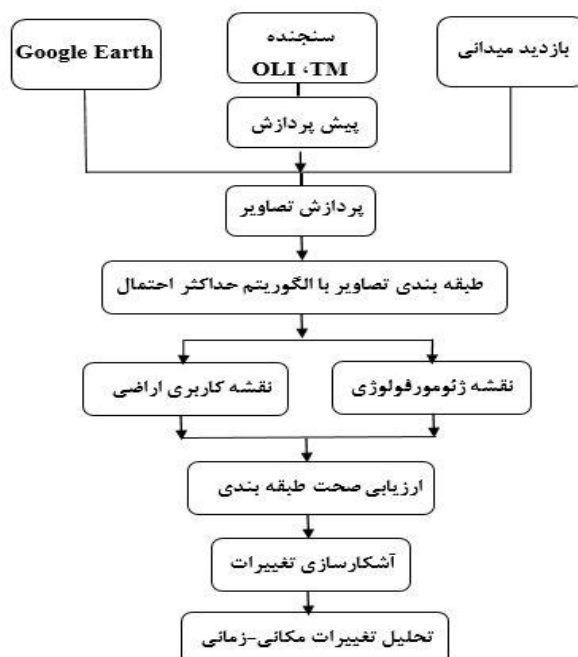 Google Earth
سنجنده
OLI ،TM
بازدید میدانی
پیش پردازش
پردازش تصاویر
طبقه بندی تصاویر با الگوریتم حداکثر احتمال
نقشه ژئومورفولوژی
نقشه کاربری اراضی
ارزیابی صحت طبقه بندی
آشکارسازی تغییرات
تحلیل تغییرات مکانی-زمانی